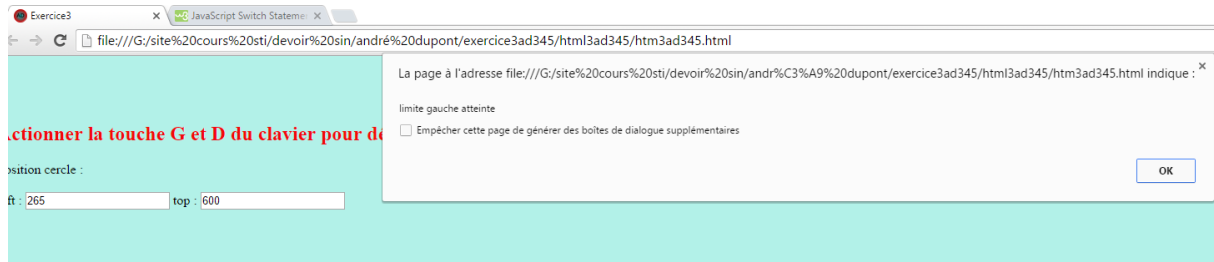 Exercice3 × JavaScript Switch Stateme ×
file:///G:/site%20cours%20sti/devoir%20sin/andré%20dupont/exercice3ad345/html3ad345/htm3ad345.html
La page à l'adresse file:///G:/site%20cours%20sti/devoir%20sin/andr%C3%A9%20dupont/exercice3ad345/html3ad345/htm3ad345.html indique : ×
limite gauche atteinte
Empêcher cette page de générer des boîtes de dialogue supplémentaires
OK
ctionner la touche G et D du clavier pour dé
osition cercle :
ft : 265 top : 600